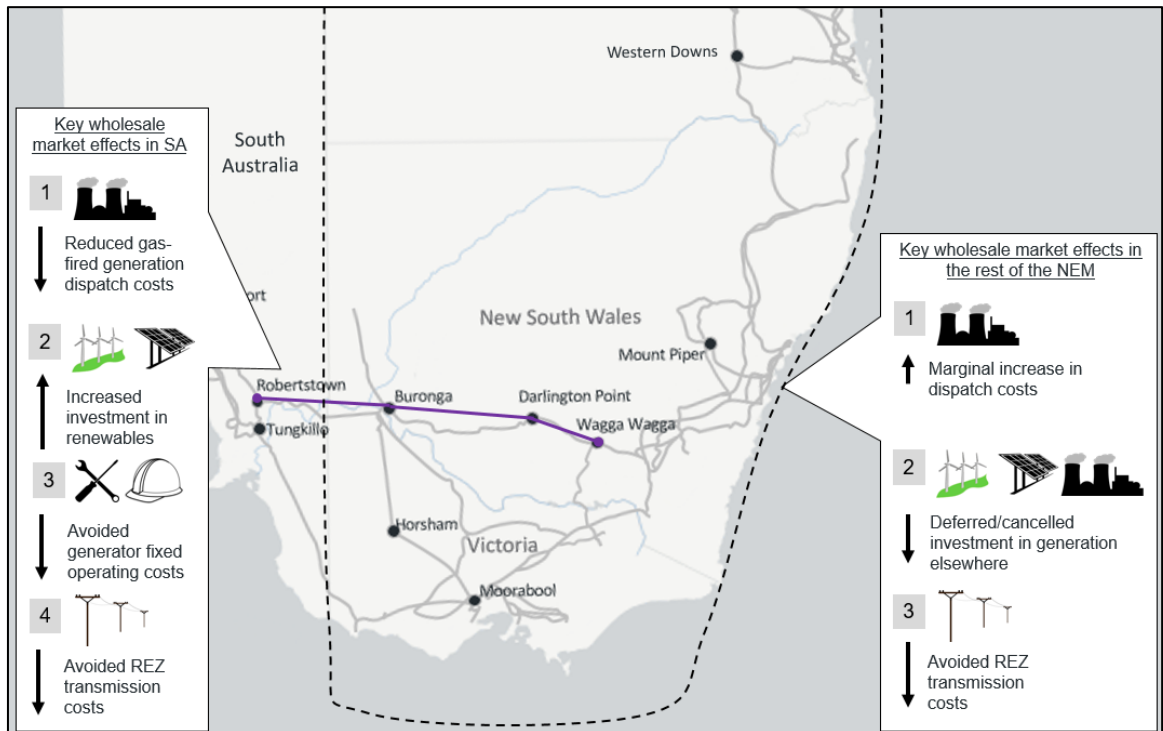 Key wholesale
market effects in SA
1
Reduced gas-
fired generation
dispatch costs
2
Increased
investment in
renewables
3
Avoided
generator fixed
operating costs
4
Avoided REZ
transmission
costs
Western Downs
South
Australia
ort
New South Wales
Mount Piper
Robertstown
Buronga
Darlington Point
Wagga Wagga
Tungkillo
Horsham
Victoria
Moorabool
Key wholesale market effects in
the rest of the NEM
1
Marginal increase in
dispatch costs
2
Deferred/cancelled
investment in generation
elsewhere
3
Avoided REZ
transmission
costs